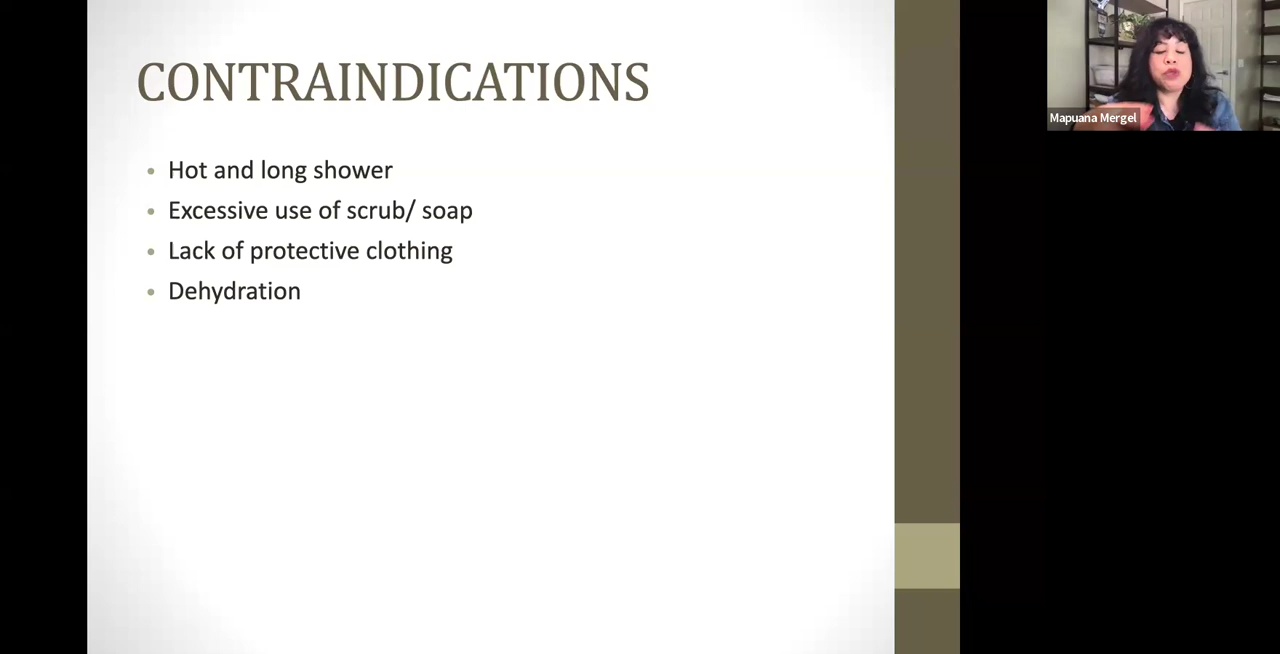 CONTRAINDICATIONS
• Hot and long shower
• Excessive use of scrub/ soap
• Lack of protective clothing
• Dehydration
Mapuana Mergel